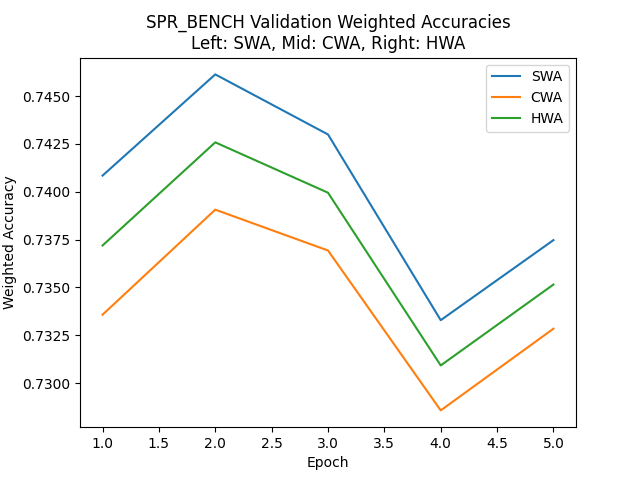 SPR_BENCH Validation Weighted Accuracies
Left: SWA, Mid: CWA, Right: HWA
SWA
CWA
HWA
Weighted Accuracy
0.7450
0.7425
0.7400
0.7375
0.7350
0.7325
0.7300
1.0 1.5 2.0 2.5 3.0 3.5 4.0 4.5 5.0
Epoch